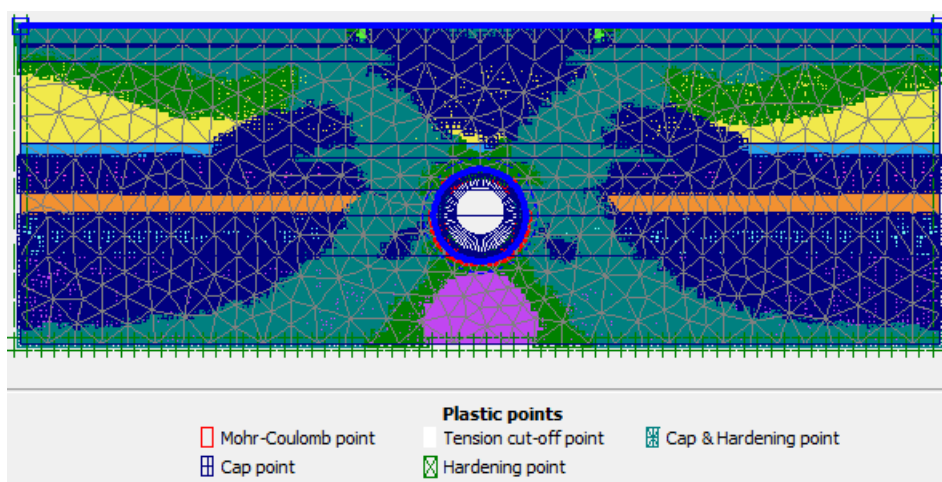 Plastic points
Mohr-Coulomb point Tension cut-off point Cap & Hardening point
Cap point Hardening point